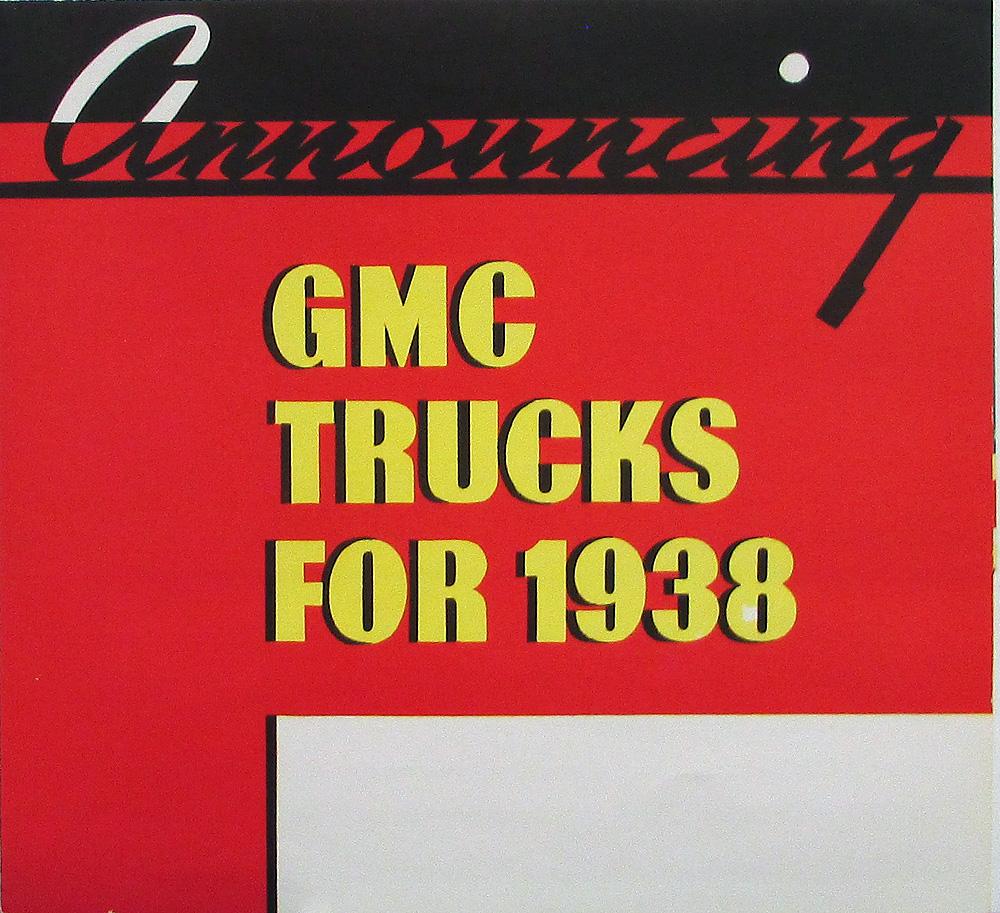 Announcing
GMC
TRUCKS
FOR 1938